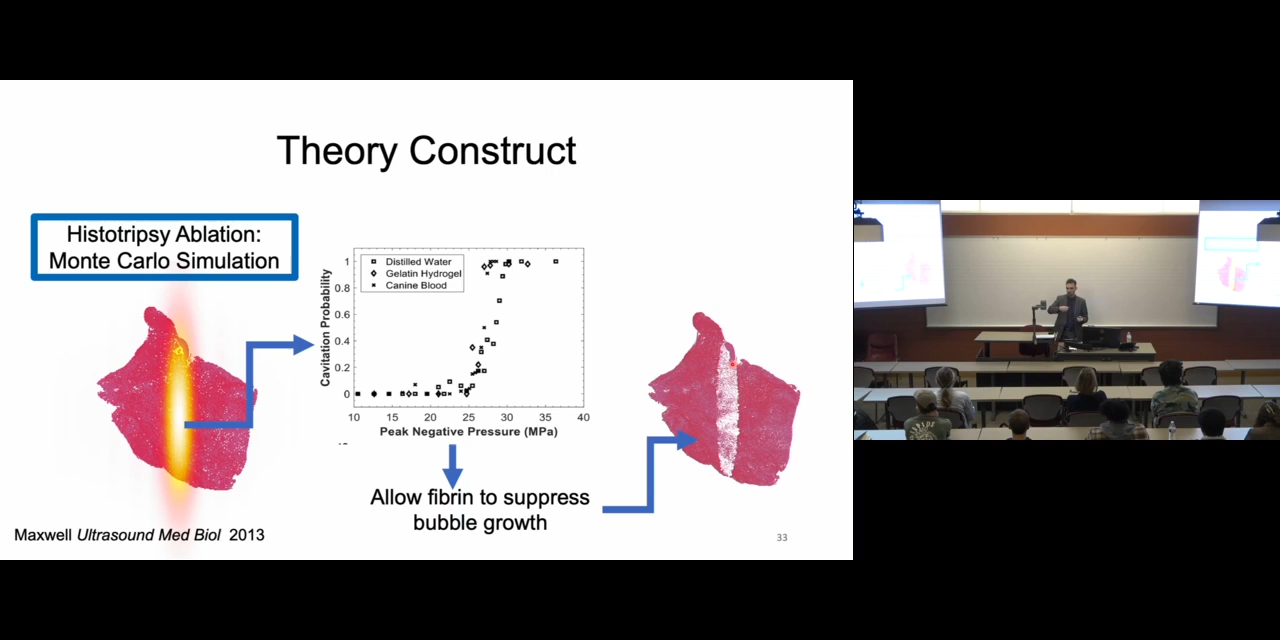 Theory Construct
Histotripsy Ablation:
Monte Carlo Simulation
Cavitation Probability
1
0.8
0.6
0.4
0.2
0
Distilled Water
Gelatin Hydrogel
Canine Blood
10 15 20 25 30 35 40
Peak Negative Pressure (MPa)
Allow fibrin to suppress
bubble growth
Maxwell Ultrasound Med Biol 2013
33